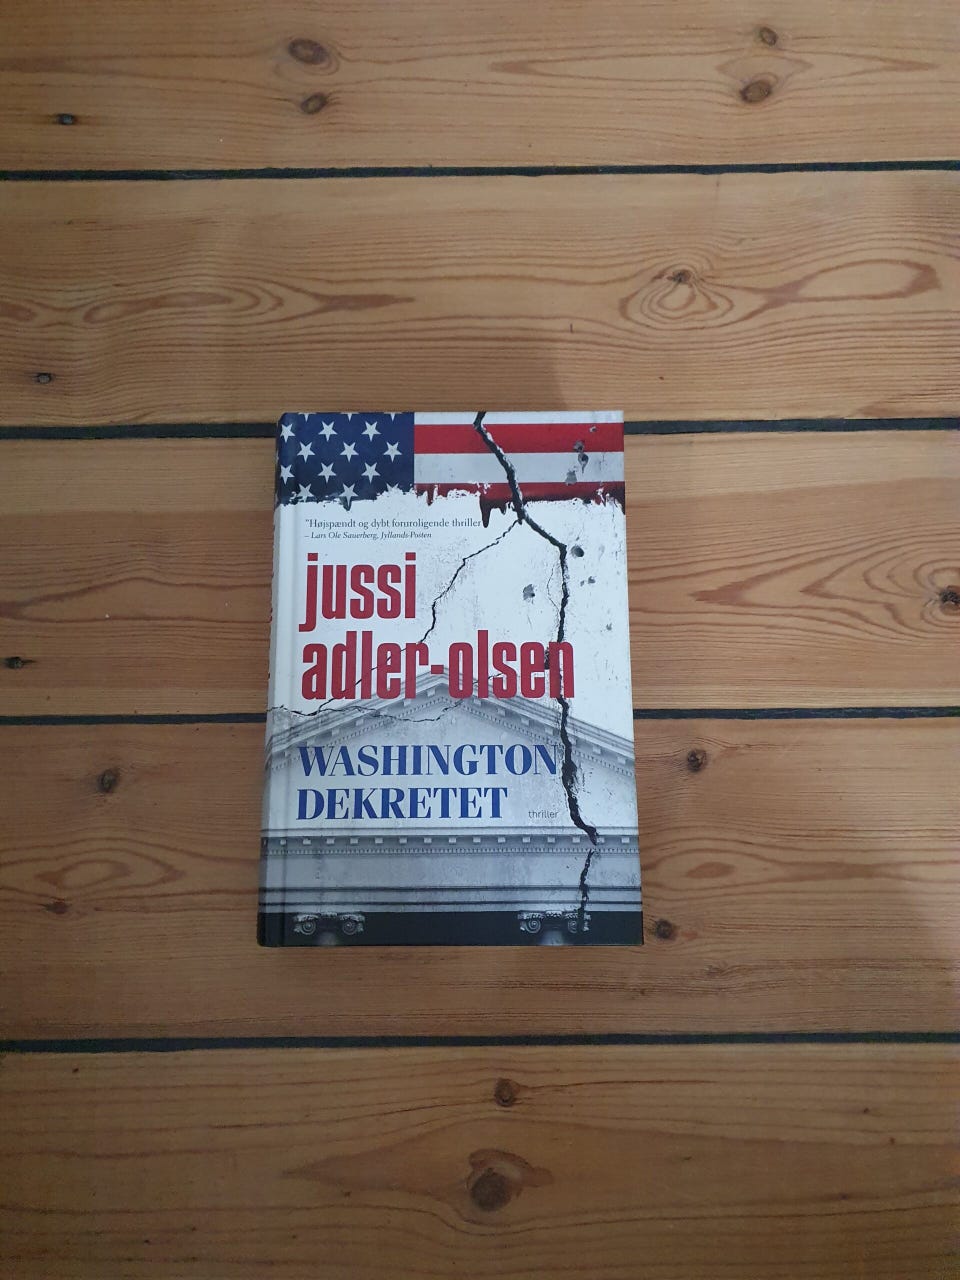 "Højspændt og dybt foruroligende thriller"
– Lars Ole Sauerberg, Jyllands-Posten
jussi
adler-olsen
WASHINGTON
DEKRETET
thriller